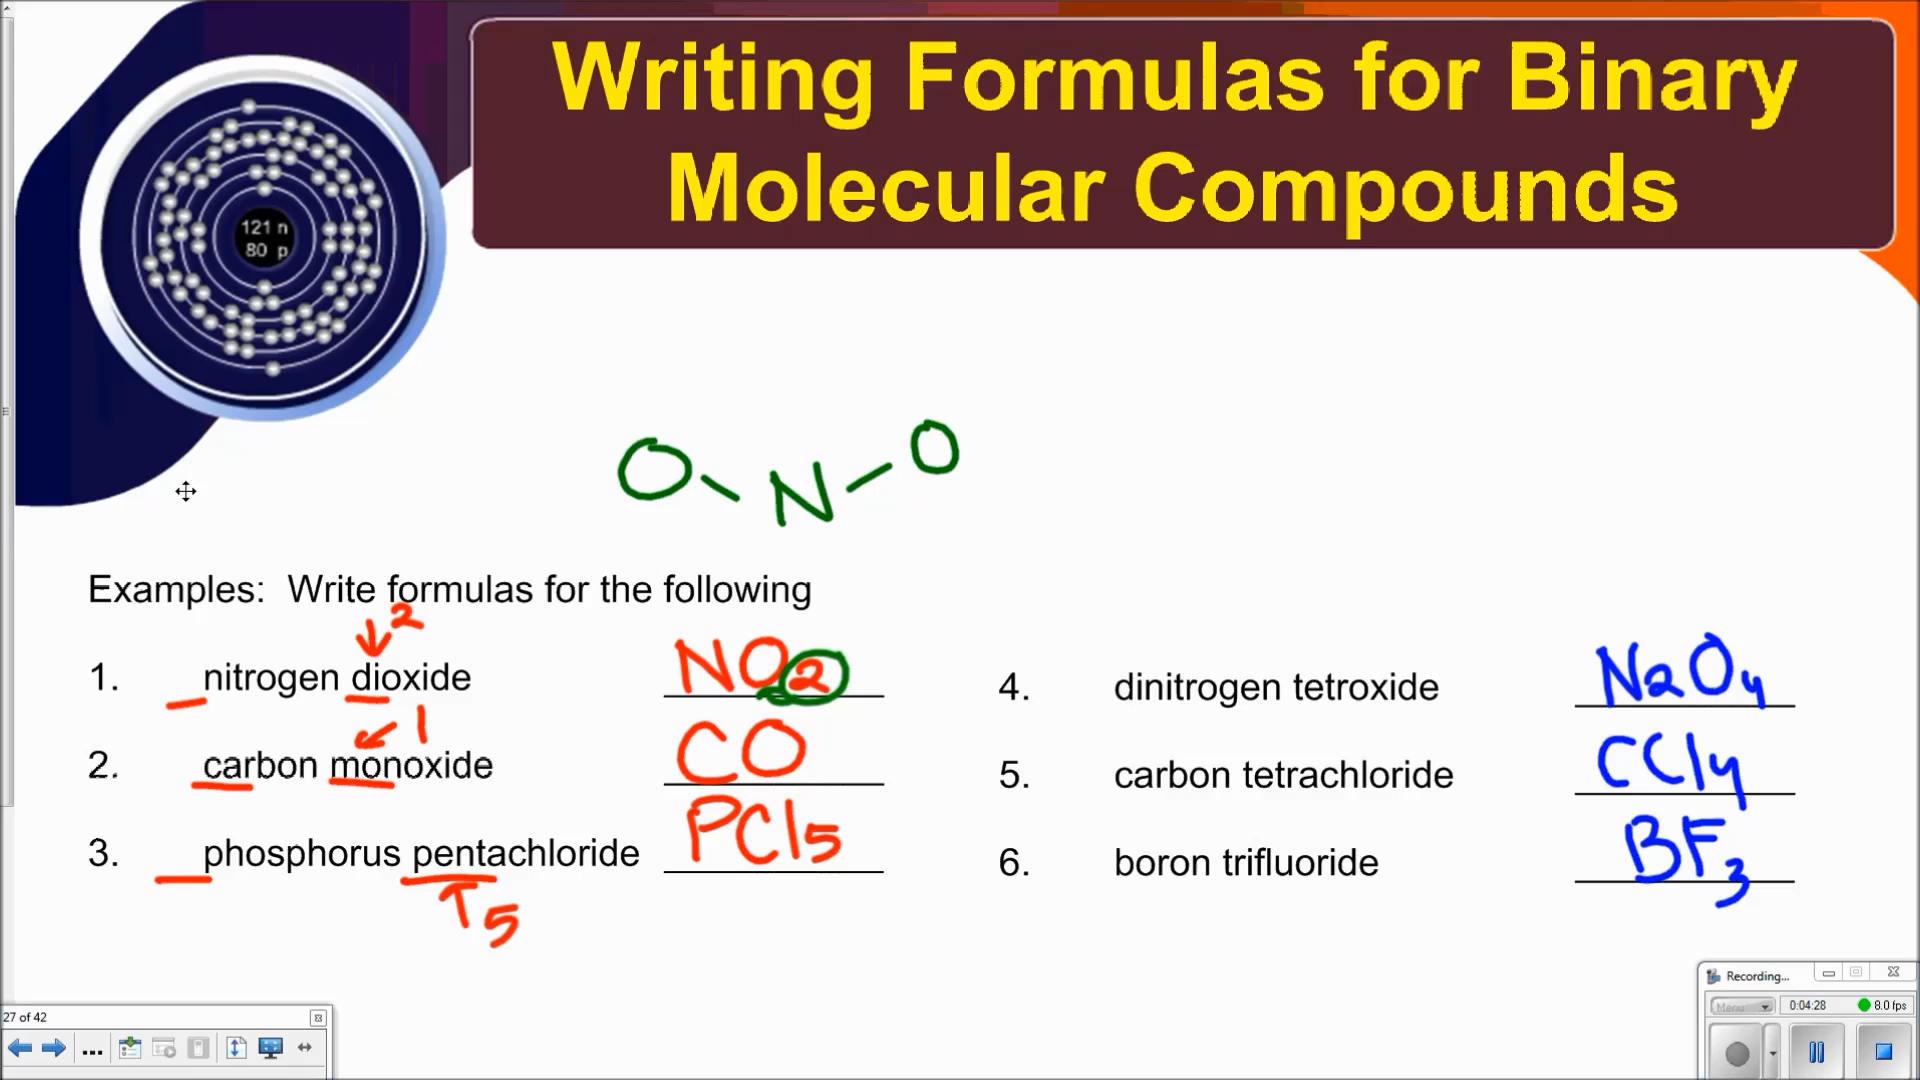 Writing Formulas for Binary
Molecular Compounds
121 n
80 p
O - N - O
Examples: Write formulas for the following
2
1. nitrogen dioxide NO2
1
2. carbon monoxide CO
3. phosphorus pentachloride PCl5
5
4. dinitrogen tetroxide N2O4
5. carbon tetrachloride CCl4
6. boron trifluoride BF3
Recording...
Menu
0:04:28
8.0 fps
27 of 42